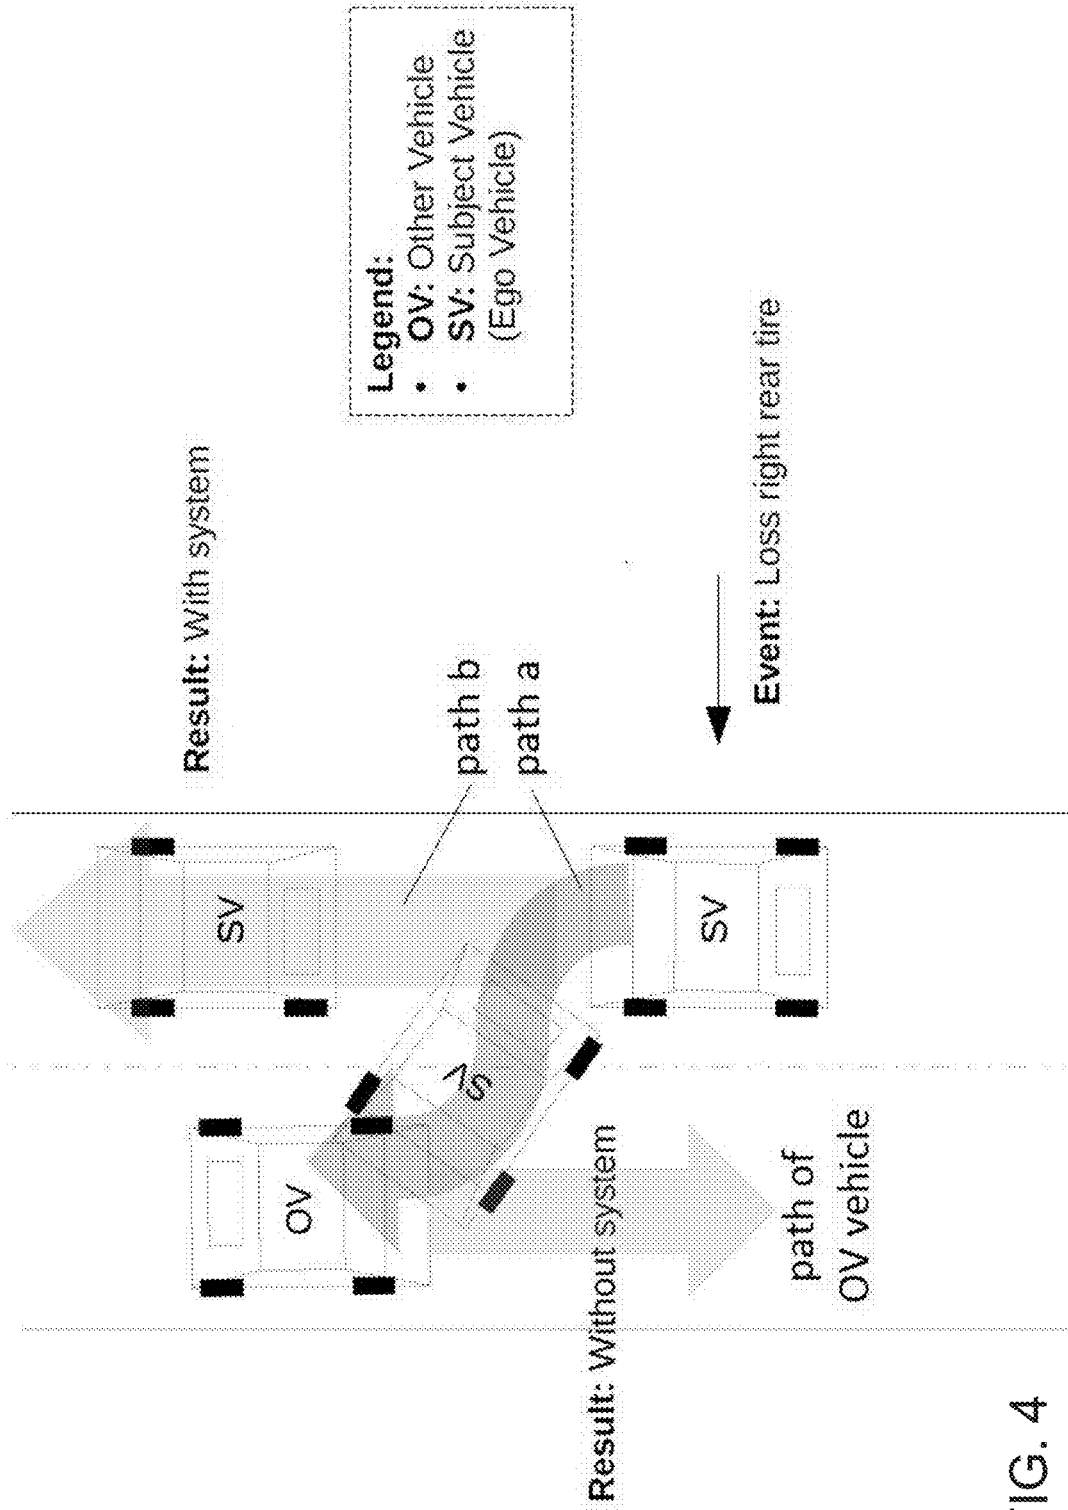 Result: With system
Legend:
• OV: Other Vehicle
• SV: Subject Vehicle
(Ego Vehicle)
path b
path a
Event: Loss right rear tire
SV
SV
SV
OV
Result: Without system
path of
OV vehicle
IG. 4